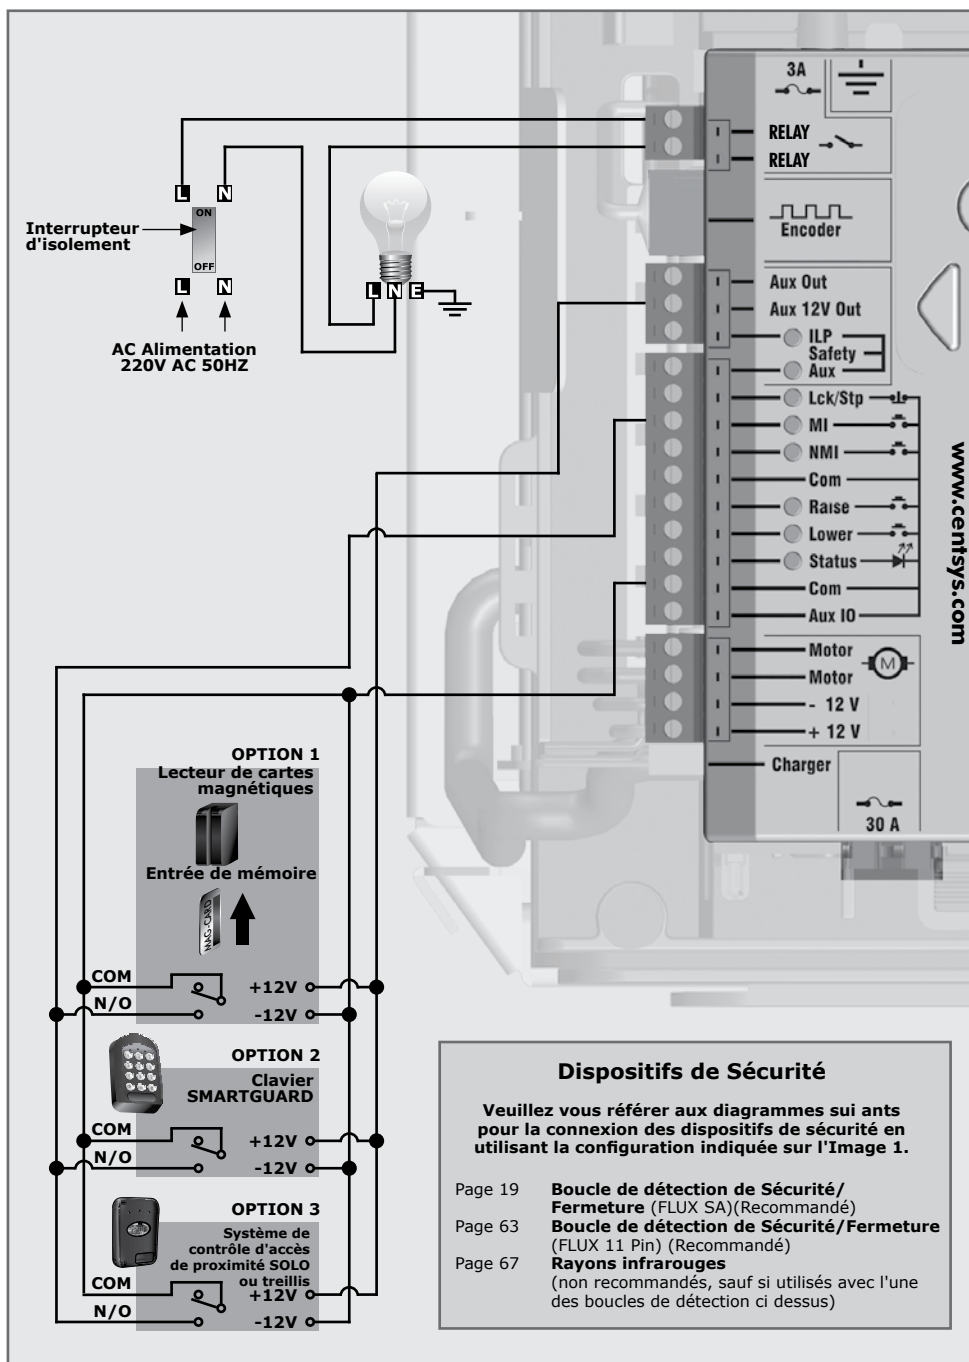 3A
RELAY
RELAY
L N
ON
Interrupteur
d'isolement
OFF
L N
AC Alimentation
220V AC 50HZ
L N E
Encoder
Aux Out
Aux 12V Out
ILP
Safety
Aux
Lck/Stp
MI
NMI
Com
Raise
Lower
Status
Com
Aux IO
Motor
Motor
M
- 12 V
+ 12 V
Charger
30 A
www.centsys.com
OPTION 1
Lecteur de cartes
magnétiques
Entrée de mémoire
MAG-CARD
COM
+12V
N/O
-12V
OPTION 2
Clavier
SMARTGUARD
COM
+12V
N/O
-12V
OPTION 3
Système de
contrôle d'accès
de proximité SOLO
ou treillis
COM
+12V
N/O
-12V
Dispositifs de Sécurité
Veuillez vous référer aux diagrammes sui ants
pour la connexion des dispositifs de sécurité en
utilisant la configuration indiquée sur l'Image 1.
Page 19 Boucle de détection de Sécurité/
Fermeture (FLUX SA)(Recommandé)
Page 63 Boucle de détection de Sécurité/Fermeture
(FLUX 11 Pin) (Recommandé)
Page 67 Rayons infrarouges
(non recommandés, sauf si utilisés avec l'une
des boucles de détection ci dessus)